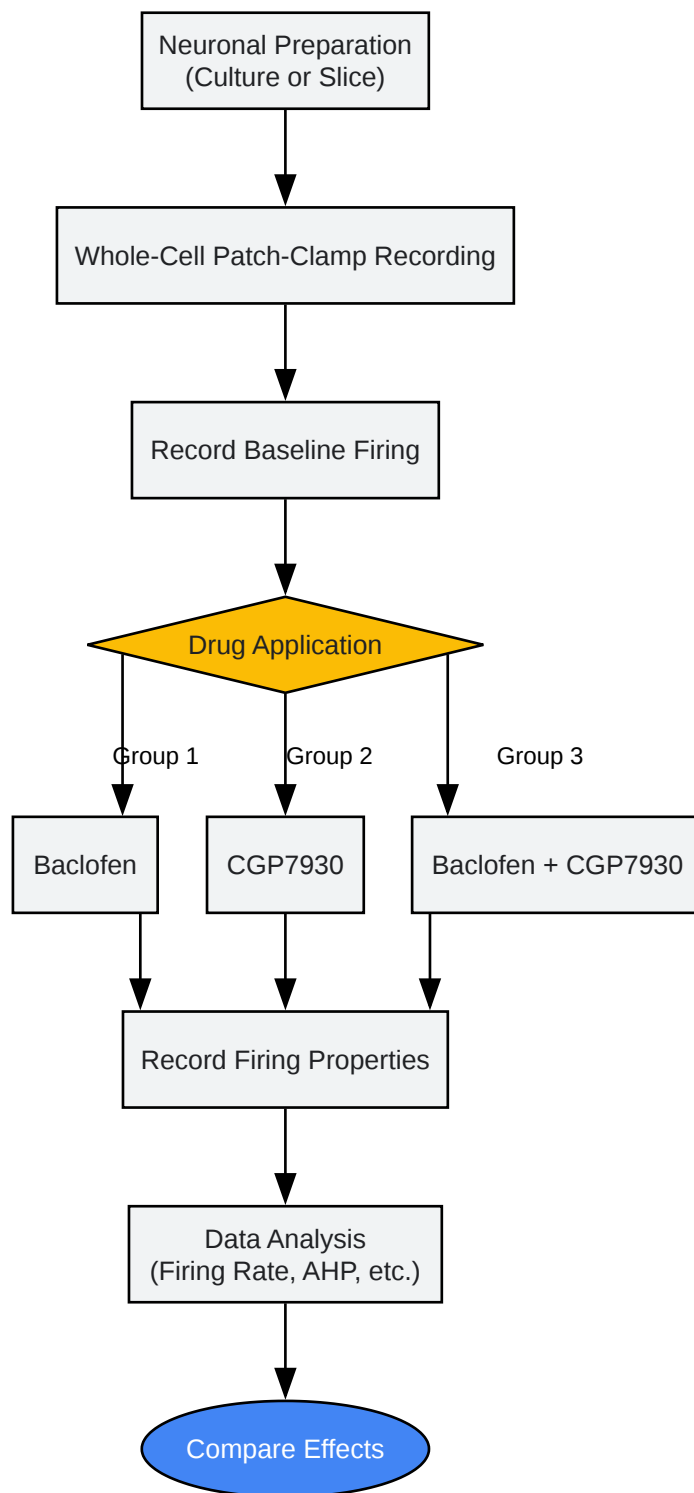 Neuronal Preparation
(Culture or Slice)
Whole-Cell Patch-Clamp Recording
Record Baseline Firing
Drug Application
Group 1
Group 2
Group 3
Baclofen
CGP7930
Baclofen + CGP7930
Record Firing Properties
Data Analysis
(Firing Rate, AHP, etc.)
Compare Effects